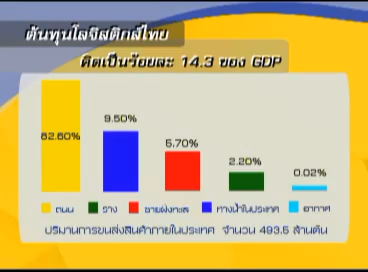 ต้นทุนโลจิสติกส์ไทย
คิดเป็นร้อยละ 14.3 ของ GDP
82.60%
9.50%
5.70%
2.20%
0.02%
ถนน ราง ชายฝั่งทะเล ทางน้ำในประเทศ อากาศ
ปริมาณการขนส่งสินค้าภายในประเทศ จำนวน 493.5 ล้านตัน